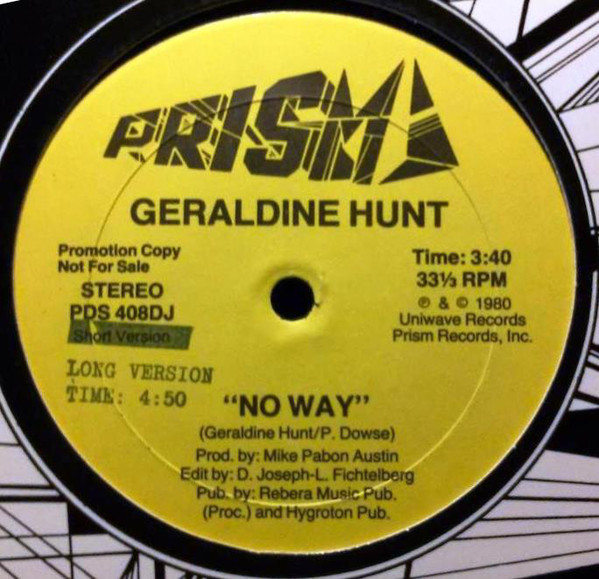 PRISM
GERALDINE HUNT
Promotion Copy
Not For Sale
STEREO
PDS 408DJ
Short Version
LONG VERSION
TIME: 4:50
Time: 3:40
33⅓ RPM
℗ & © 1980
Uniwave Records
Prism Records, Inc.
"NO WAY"
(Geraldine Hunt/P. Dowse)
Prod. by: Mike Pabon Austin
Edit by: D. Joseph-L. Fichtelberg
Pub. by: Rebera Music Pub.
(Proc.) and Hygroton Pub.